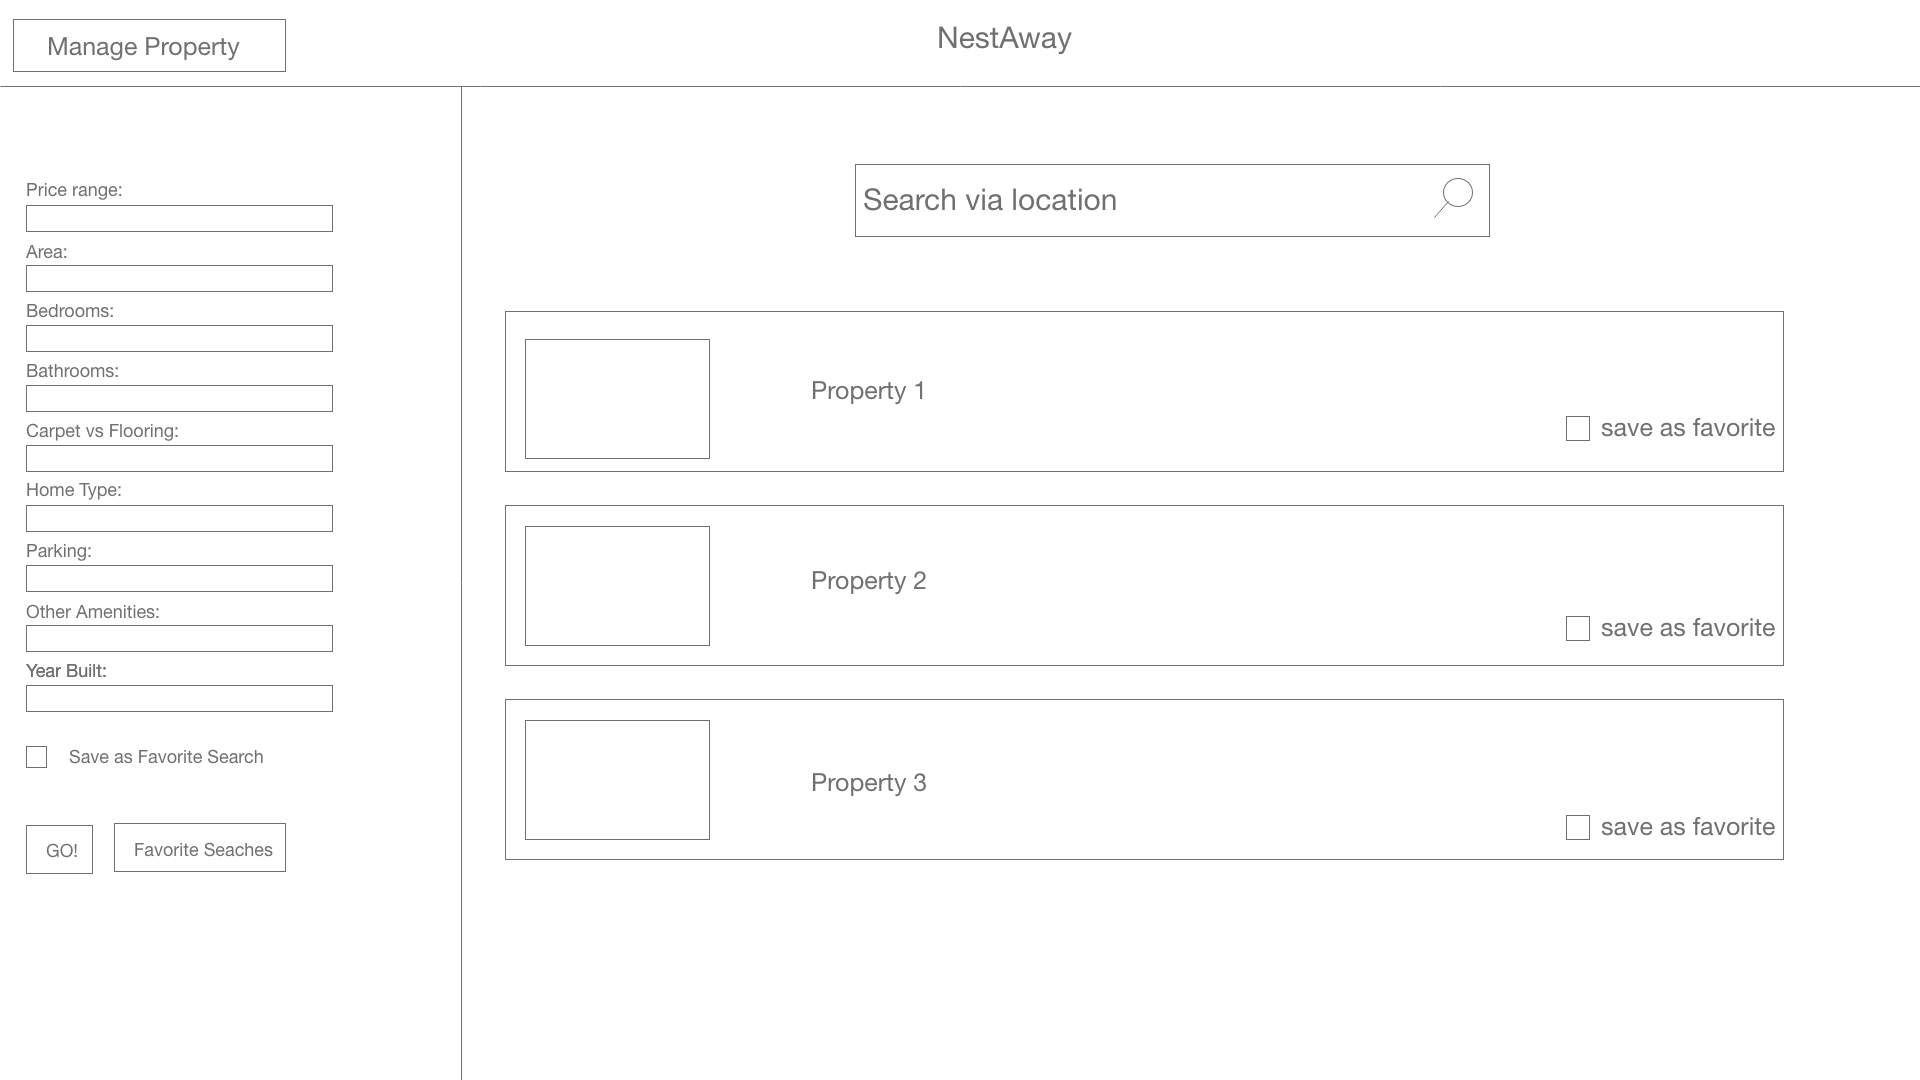 Manage Property
NestAway
Price range:
Area:
Bedrooms:
Bathrooms:
Carpet vs Flooring:
Home Type:
Parking:
Other Amenities:
Year Built:
Save as Favorite Search
GO!
Favorite Seaches
Search via location
Property 1
save as favorite
Property 2
save as favorite
Property 3
save as favorite